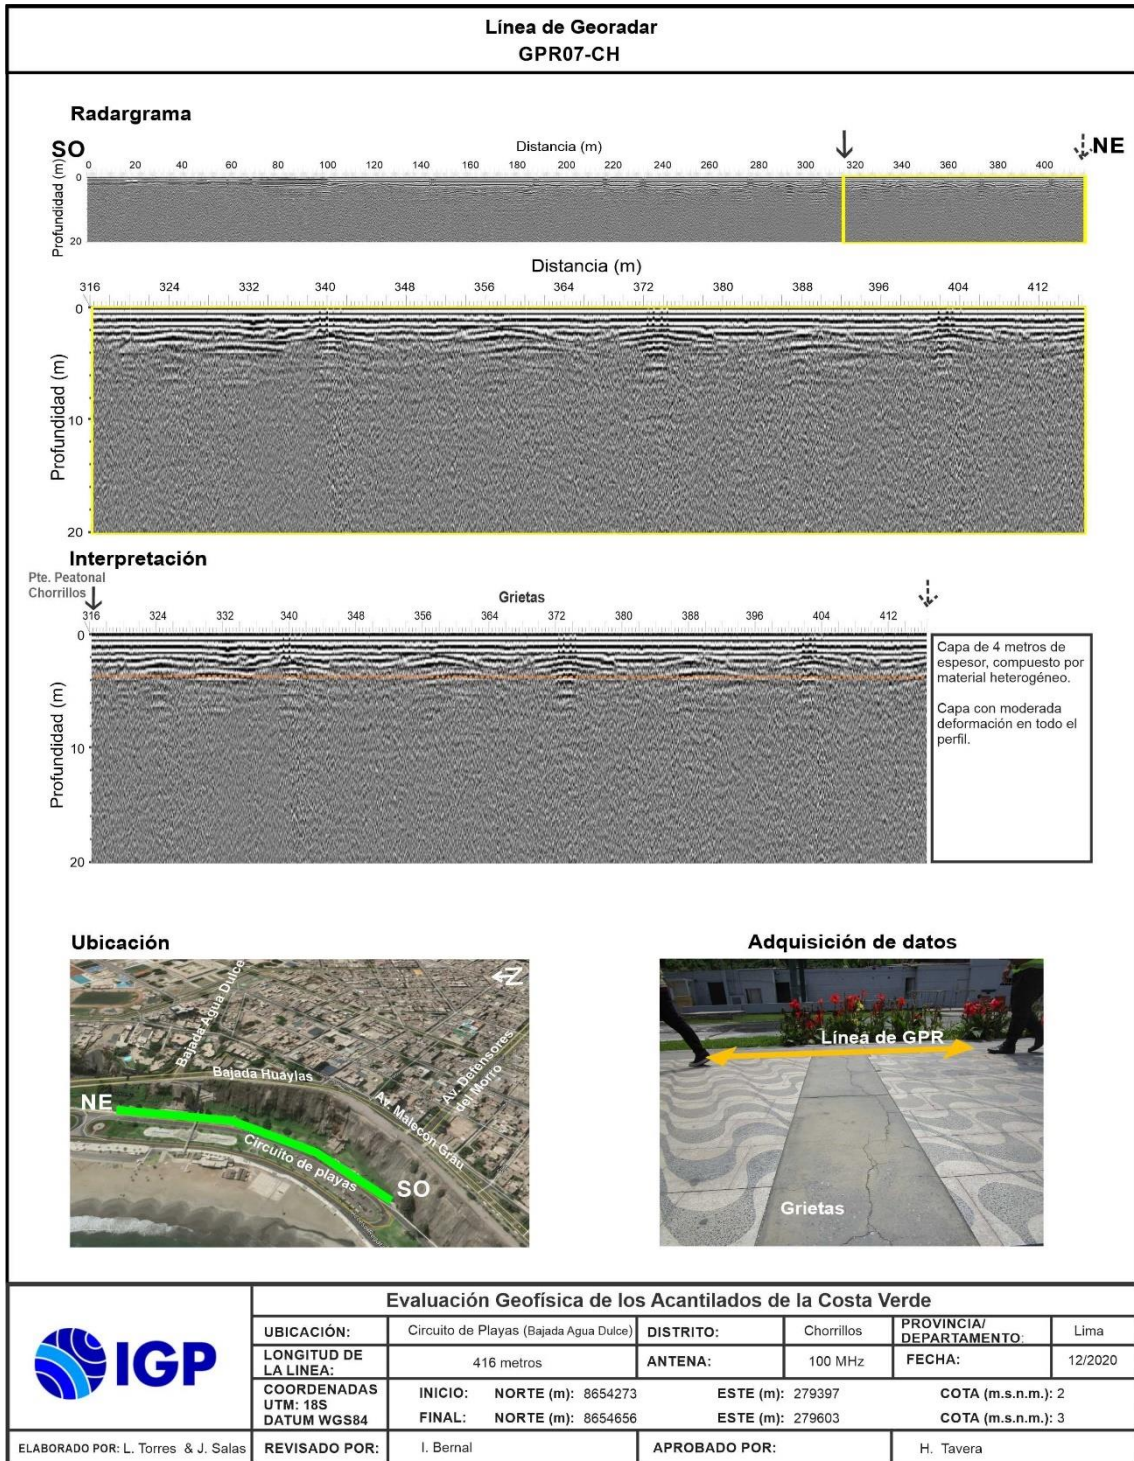 Línea de Georadar
GPR07-CH
Radargrama
SO
Distancia (m)
NE
0 20 40 60 80 100 120 140 160 180 200 220 240 260 280 300 320 340 360 380 400
Profundidad (m)
0
20
Distancia (m)
316 324 332 340 348 356 364 372 380 388 396 404 412
Profundidad (m)
0
10
20
Interpretación
Pte. Peatonal
Chorrillos
Grietas
316 324 332 340 348 356 364 372 380 388 396 404 412
Profundidad (m)
0
10
20
Capa de 4 metros de
espesor, compuesto por
material heterogéneo.
Capa con moderada
deformación en todo el
perfil.
Ubicación
Z
Bajada Agua Dulce
Bajada Huaylas
Av. Defensores
del Morro
Av. Malecón Grau
NE
Circuito de playas
SO
Adquisición de datos
Línea de GPR
Grietas
IGP
Evaluación Geofísica de los Acantilados de la Costa Verde
UBICACIÓN: Circuito de Playas (Bajada Agua Dulce) DISTRITO: Chorrillos PROVINCIA/
DEPARTAMENTO: Lima
LONGITUD DE
LA LINEA: 416 metros ANTENA: 100 MHz FECHA: 12/2020
COORDENADAS
UTM: 18S
DATUM WGS84
INICIO: NORTE (m): 8654273 ESTE (m): 279397 COTA (m.s.n.m.): 2
FINAL: NORTE (m): 8654656 ESTE (m): 279603 COTA (m.s.n.m.): 3
ELABORADO POR: L. Torres & J. Salas REVISADO POR: I. Bernal APROBADO POR: H. Tavera